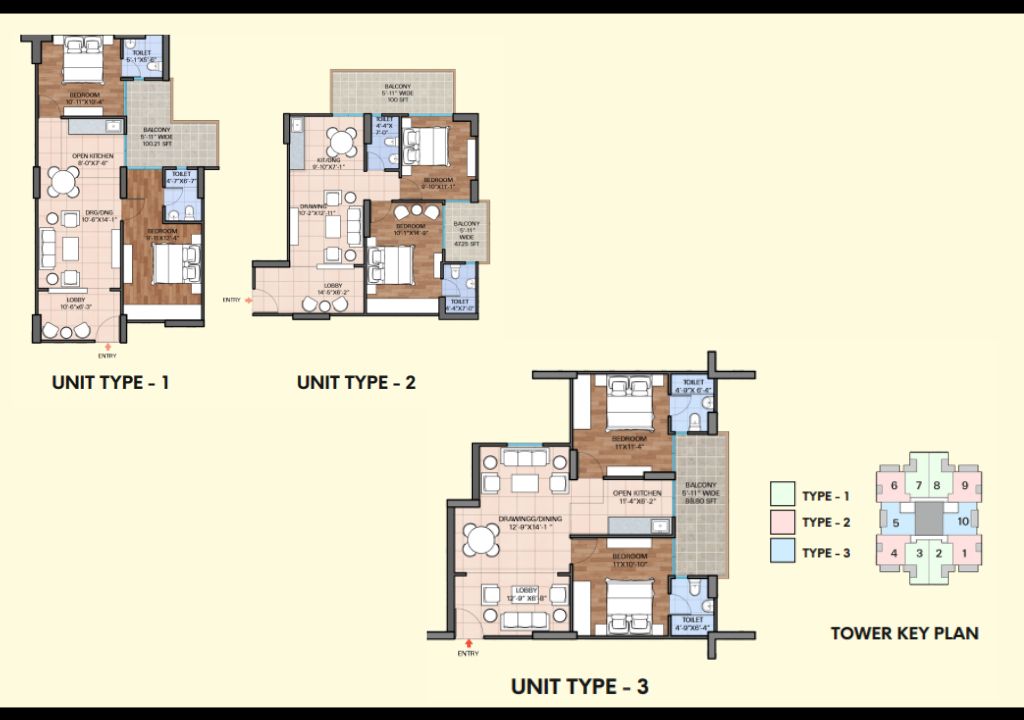 TOILET
5'-1"X5'-6"
BEDROOM
10'-11"X10'-4"
BALCONY
5'-11" WIDE
100.21 SFT
OPEN KITCHEN
8'-0"X7'-6"
TOILET
4'-7"X6'-7"
DRG/DNG
10'-6"X14'-1"
BEDROOM
LOBBY
10'-6"x6'-3"
ENTRY
UNIT TYPE - 1
BALCONY
5'-11" WIDE
100 SFT
TOILET
4'-4"X
7'-0"
KIT/DNG
9'-10"X7'-1"
BEDROOM
9'-10"X11'-1"
DRAWING
10'-2"X12'-11"
BEDROOM
10'-1"X14'-9"
BALCONY
5'-11"
WIDE
47.25 SFT
LOBBY
14'-5"X6'-2"
TOILET
4'-4"X7'-0"
ENTRY
UNIT TYPE - 2
TOILET
4'-9"X 6'-4"
BEDROOM
11'X11'-4"
BALCONY
5'-11" WIDE
88.80 SFT
OPEN KITCHEN
11'-4"X6'-2"
DRAWINGG/DINING
12'-9"X14'-1 "
BEDROOM
11'X10'-10"
LOBBY
12'-9" X6'-8"
TOILET
4'-9"X6'-4"
ENTRY
UNIT TYPE - 3
TYPE - 1
TYPE - 2
TYPE - 3
6 7 8 9
5 10
4 3 2 1
TOWER KEY PLAN